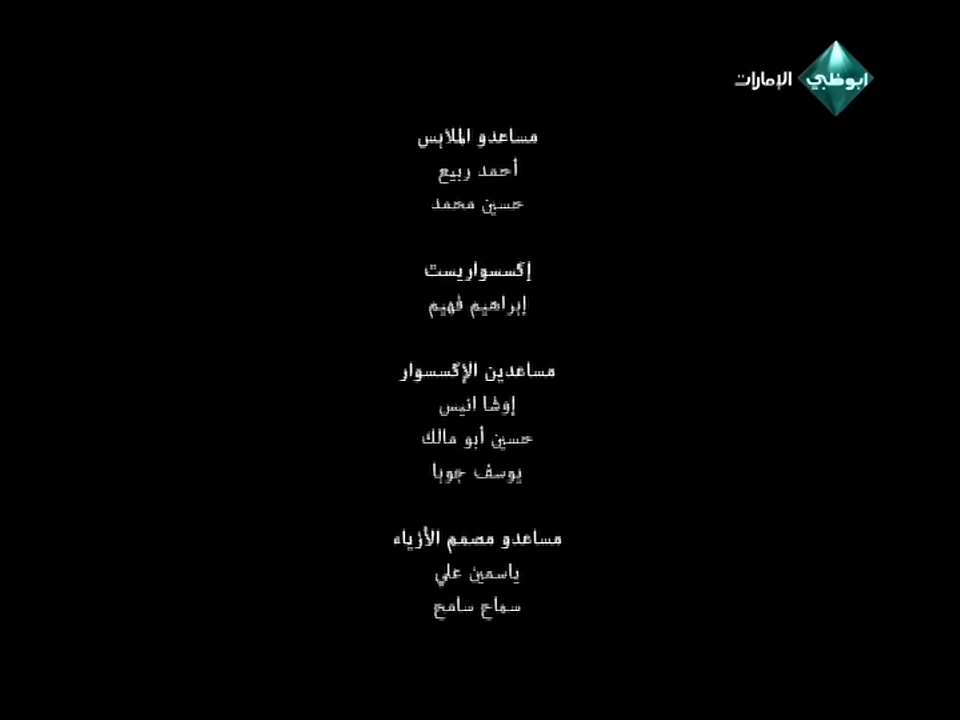 ابوظبي الإمارات
مساعدو الملابس
أحمد ربيع
حسين محمد
إكسسواريست
إبراهيم فهيم
مساعدين الإكسسوار
إوشا انيس
حسين أبو مالك
يوسف جوبا
مساعدو مصمم الأزياء
ياسمين علي
سماح سامح